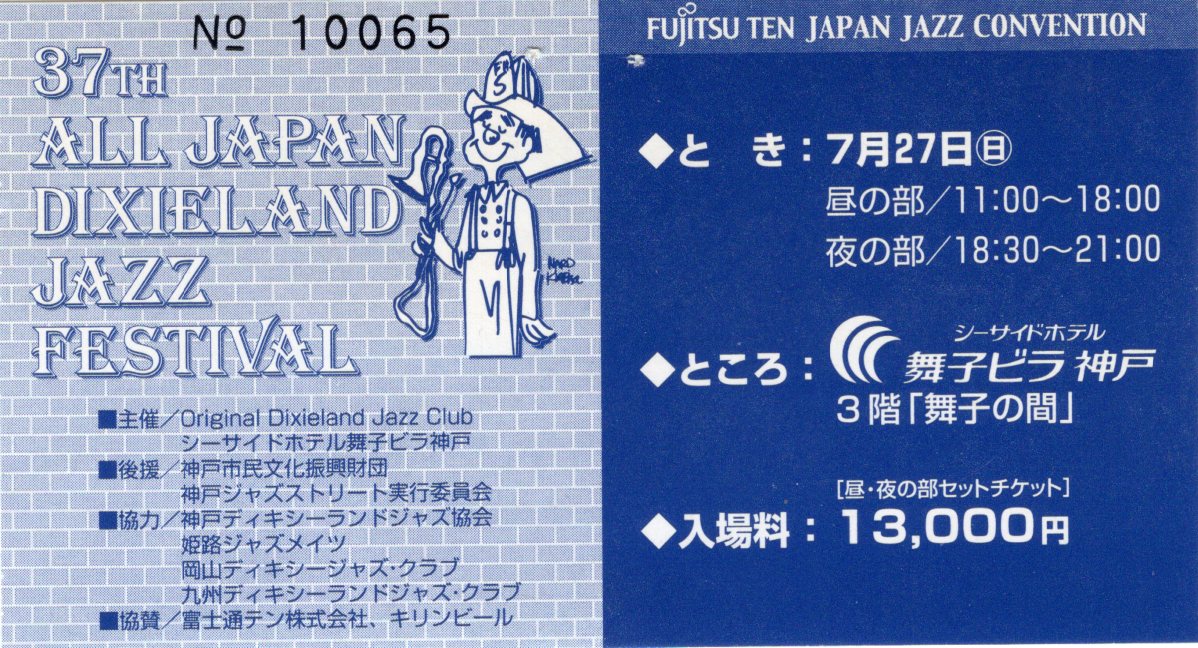 № 10065
37TH
ALL JAPAN
DIXIELAND
JAZZ
FESTIVAL
■主催／Original Dixieland Jazz Club
シーサイドホテル舞子ビラ神戸
■後援／神戸市民文化振興財団
神戸ジャズストリート実行委員会
■協力／神戸ディキシーランドジャズ協会
姫路ジャズメイツ
岡山ディキシージャズ・クラブ
九州ディキシーランドジャズ・クラブ
■協賛／富士通テン株式会社、キリンビール
FUJITSU TEN JAPAN JAZZ CONVENTION
◆と　き：7月27日㊐
昼の部／11:00～18:00
夜の部／18:30～21:00
シーサイドホテル
◆ところ：舞子ビラ 神戸
3階「舞子の間」
[昼・夜の部セットチケット]
◆入場料：13,000円